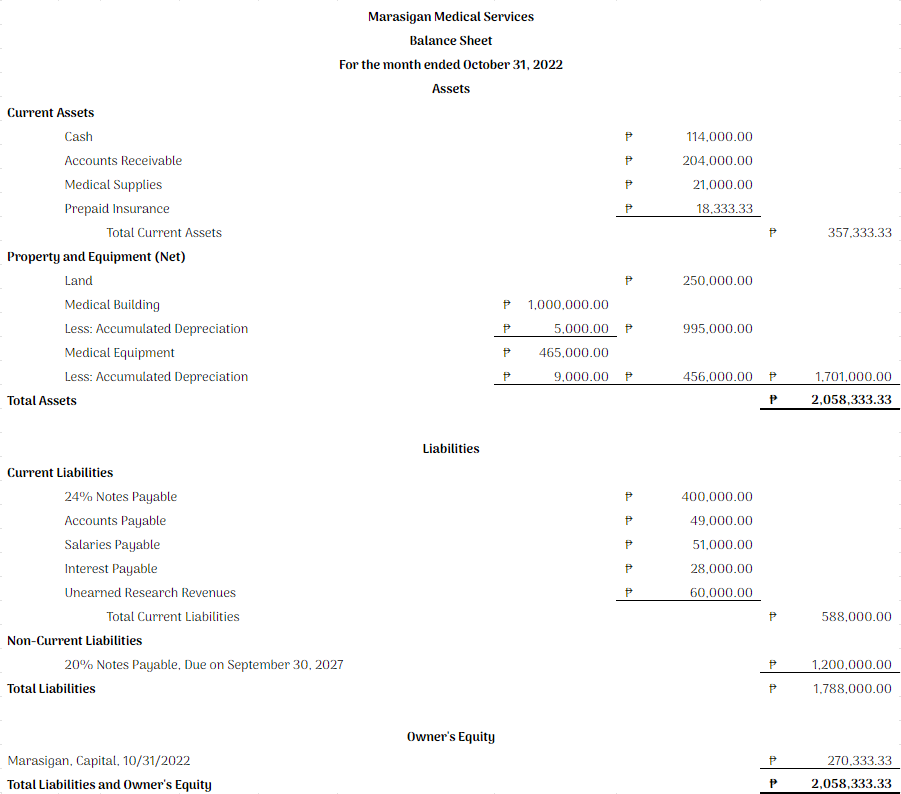 Marasigan Medical Services
Balance Sheet
For the month ended October 31, 2022
Assets
Current Assets
Cash ₱ 114,000.00
Accounts Receivable ₱ 204,000.00
Medical Supplies ₱ 21,000.00
Prepaid Insurance ₱ 18,333.33
Total Current Assets ₱ 357,333.33
Property and Equipment (Net)
Land ₱ 250,000.00
Medical Building ₱ 1,000,000.00
Less: Accumulated Depreciation ₱ 5,000.00 ₱ 995,000.00
Medical Equipment ₱ 465,000.00
Less: Accumulated Depreciation ₱ 9,000.00 ₱ 456,000.00 ₱ 1,701,000.00
Total Assets ₱ 2,058,333.33
Liabilities
Current Liabilities
24% Notes Payable ₱ 400,000.00
Accounts Payable ₱ 49,000.00
Salaries Payable ₱ 51,000.00
Interest Payable ₱ 28,000.00
Unearned Research Revenues ₱ 60,000.00
Total Current Liabilities ₱ 588,000.00
Non-Current Liabilities
20% Notes Payable, Due on September 30, 2027 ₱ 1,200,000.00
Total Liabilities ₱ 1,788,000.00
Owner's Equity
Marasigan, Capital, 10/31/2022 ₱ 270,333.33
Total Liabilities and Owner's Equity ₱ 2,058,333.33